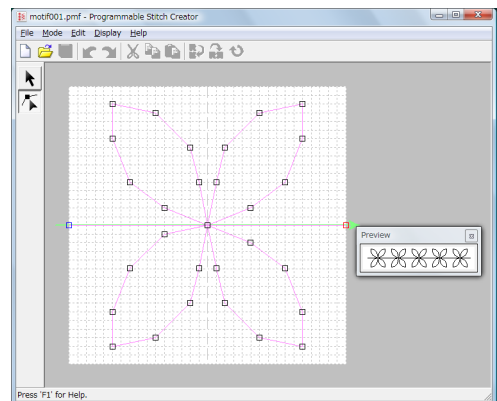 motif001.pmf - Programmable Stitch Creator
File Mode Edit Display Help
Preview
Press 'F1' for Help.